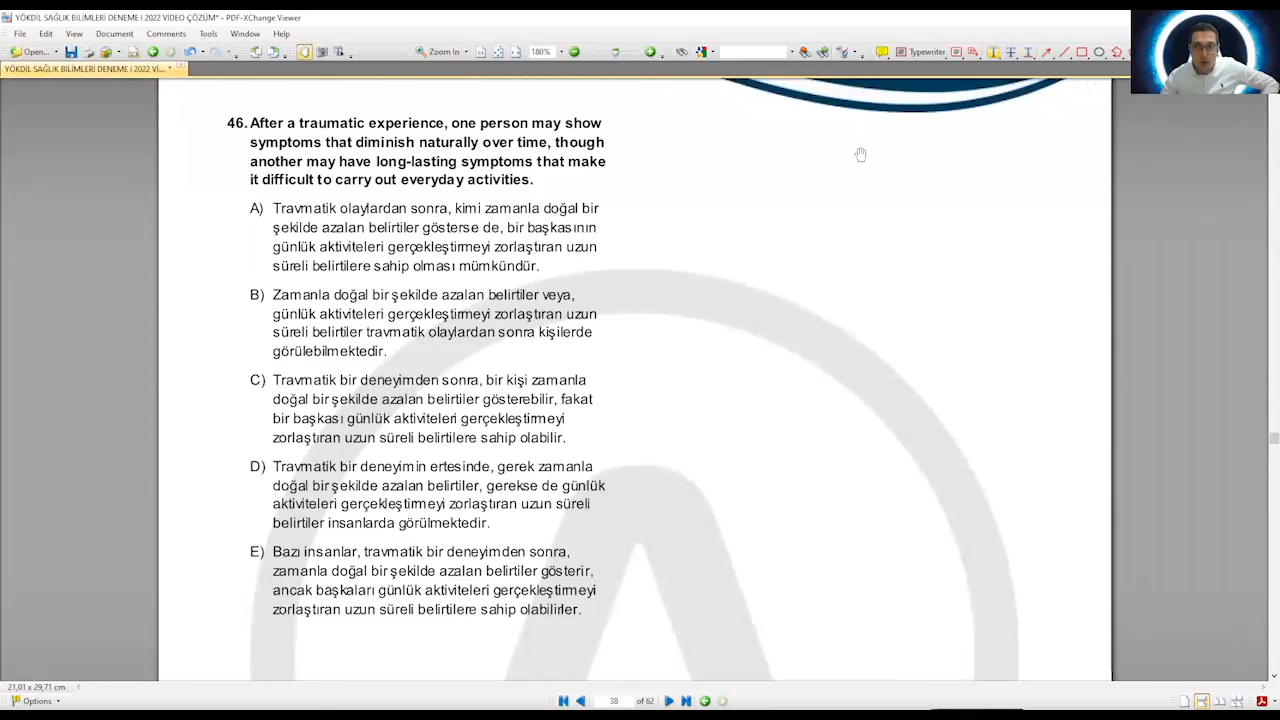 YÖKDİL SAĞLIK BİLİMLERİ DENEME I 2022 VİDEO ÇÖZÜM* - PDF-XChange Viewer
File Edit View Document Comments Tools Window Help
Open... Zoom In 180% Typewriter
YÖKDİL SAĞLIK BİLİMLERİ DENEME I 2022 Vİ... *
46. After a traumatic experience, one person may show
symptoms that diminish naturally over time, though
another may have long-lasting symptoms that make
it difficult to carry out everyday activities.
A) Travmatik olaylardan sonra, kimi zamanla doğal bir
şekilde azalan belirtiler gösterse de, bir başkasının
günlük aktiviteleri gerçekleştirmeyi zorlaştıran uzun
süreli belirtilere sahip olması mümkündür.
B) Zamanla doğal bir şekilde azalan belirtiler veya,
günlük aktiviteleri gerçekleştirmeyi zorlaştıran uzun
süreli belirtiler travmatik olaylardan sonra kişilerde
görülebilmektedir.
C) Travmatik bir deneyimden sonra, bir kişi zamanla
doğal bir şekilde azalan belirtiler gösterebilir, fakat
bir başkası günlük aktiviteleri gerçekleştirmeyi
zorlaştıran uzun süreli belirtilere sahip olabilir.
D) Travmatik bir deneyimin ertesinde, gerek zamanla
doğal bir şekilde azalan belirtiler, gerekse de günlük
aktiviteleri gerçekleştirmeyi zorlaştıran uzun süreli
belirtiler insanlarda görülmektedir.
E) Bazı insanlar, travmatik bir deneyimden sonra,
zamanla doğal bir şekilde azalan belirtiler gösterir,
ancak başkaları günlük aktiviteleri gerçekleştirmeyi
zorlaştıran uzun süreli belirtilere sahip olabilirler.
21,01 x 29,71 cm
Options 38 of 62